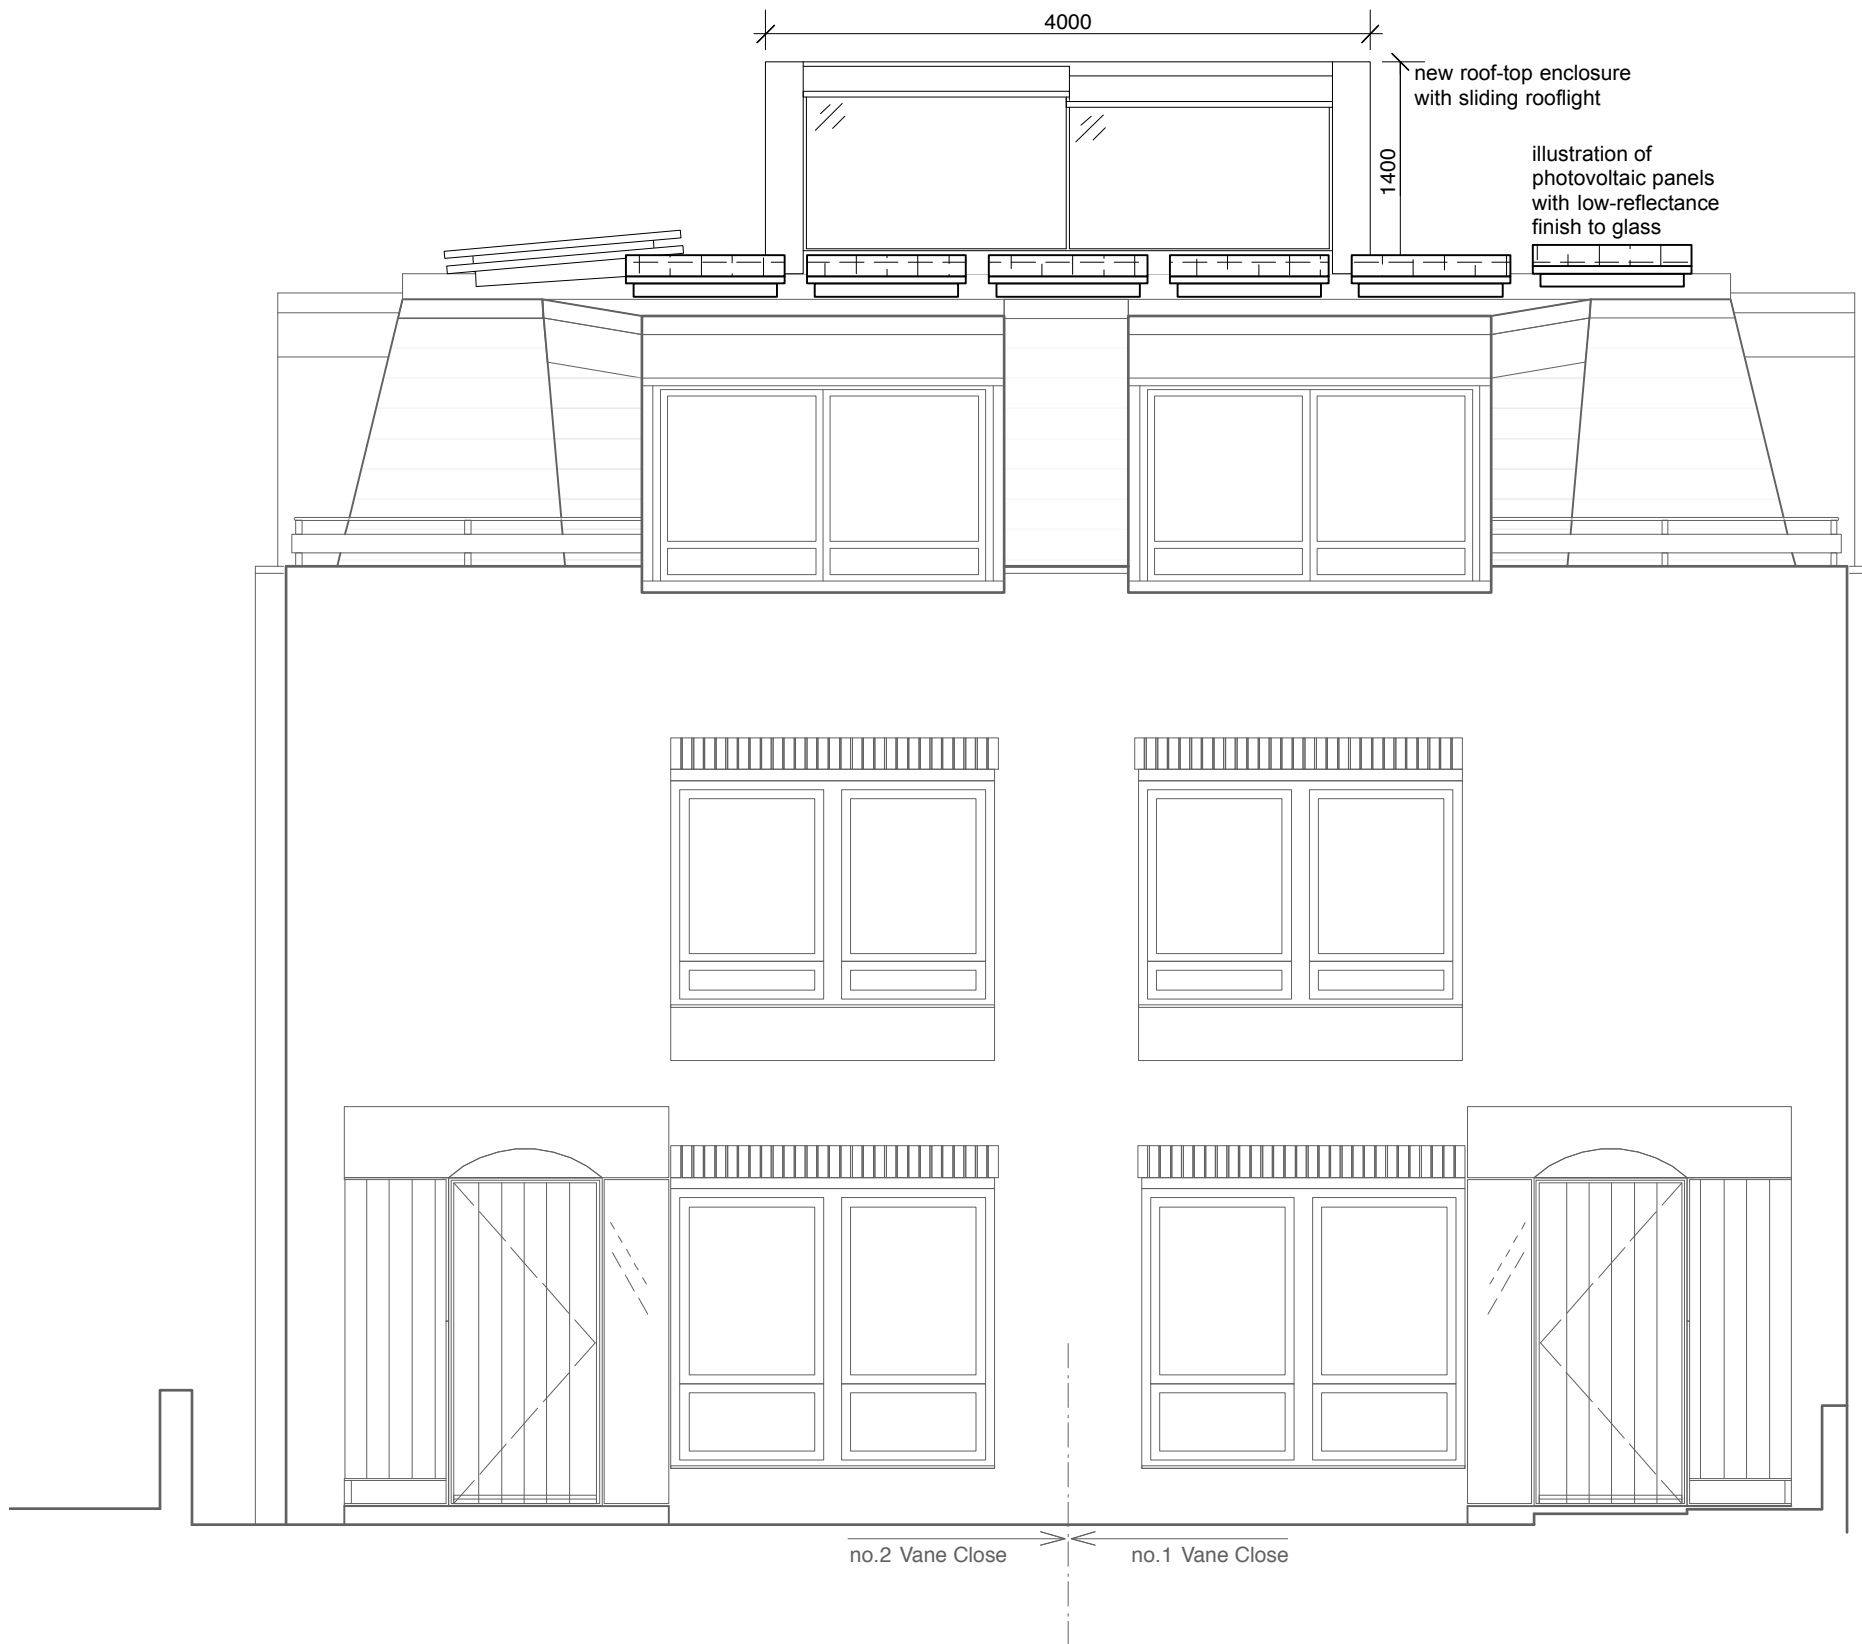 4000
new roof-top enclosure
with sliding rooflight
1400
illustration of
photovoltaic panels
with low-reflectance
finish to glass
no.2 Vane Close
no.1 Vane Close